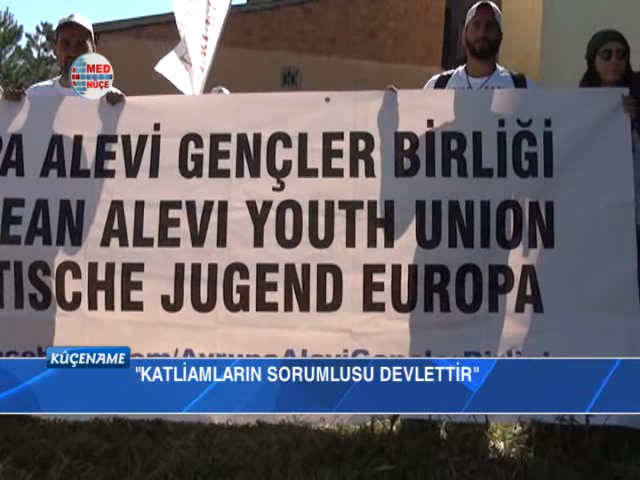 MED
NÛÇE
PA ALEVİ GENÇLER BİRLİĞİ
EAN ALEVI YOUTH UNION
TISCHE JUGEND EUROPA
KÜÇENAME
"KATLİAMLARIN SORUMLUSU DEVLETTİR"